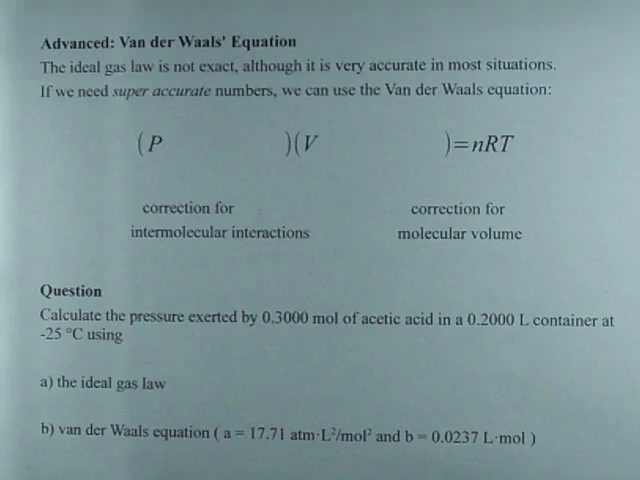 Advanced: Van der Waals' Equation
The ideal gas law is not exact, although it is very accurate in most situations.
If we need super accurate numbers, we can use the Van der Waals equation:
(P )(V )=nRT
correction for correction for
intermolecular interactions molecular volume
Question
Calculate the pressure exerted by 0.3000 mol of acetic acid in a 0.2000 L container at
-25 °C using
a) the ideal gas law
b) van der Waals equation ( a = 17.71 atm·L²/mol² and b = 0.0237 L·mol )